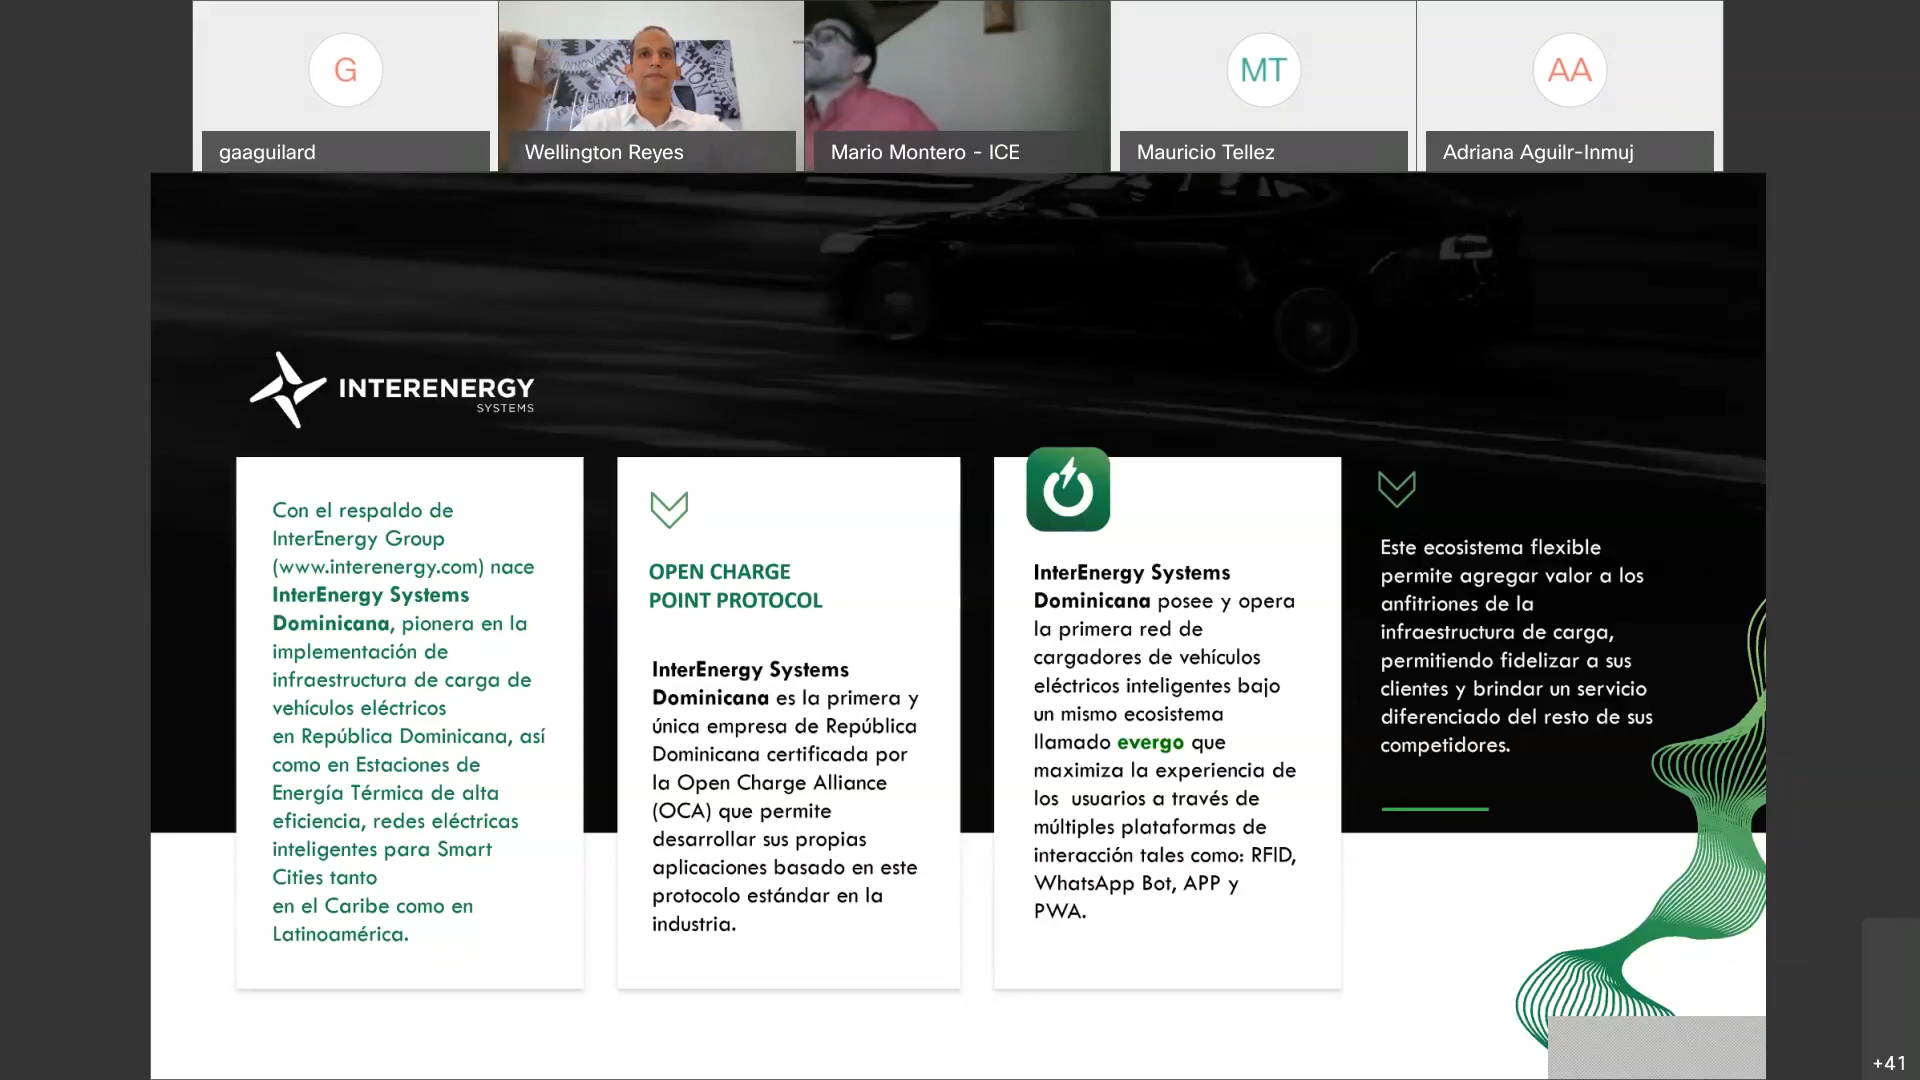 G
MT
AA
gaaguilard
Wellington Reyes
Mario Montero - ICE
Mauricio Tellez
Adriana Aguilr-Inmuj
INTERENERGY
SYSTEMS
Con el respaldo de
InterEnergy Group
(www.interenergy.com) nace
InterEnergy Systems
Dominicana, pionera en la
implementación de
infraestructura de carga de
vehículos eléctricos
en República Dominicana, así
como en Estaciones de
Energía Térmica de alta
eficiencia, redes eléctricas
inteligentes para Smart
Cities tanto
en el Caribe como en
Latinoamérica.
OPEN CHARGE
POINT PROTOCOL
InterEnergy Systems
Dominicana es la primera y
única empresa de República
Dominicana certificada por
la Open Charge Alliance
(OCA) que permite
desarrollar sus propias
aplicaciones basado en este
protocolo estándar en la
industria.
InterEnergy Systems
Dominicana posee y opera
la primera red de
cargadores de vehículos
eléctricos inteligentes bajo
un mismo ecosistema
llamado evergo que
maximiza la experiencia de
los usuarios a través de
múltiples plataformas de
interacción tales como: RFID,
WhatsApp Bot, APP y
PWA.
Este ecosistema flexible
permite agregar valor a los
anfitriones de la
infraestructura de carga,
permitiendo fidelizar a sus
clientes y brindar un servicio
diferenciado del resto de sus
competidores.
+41